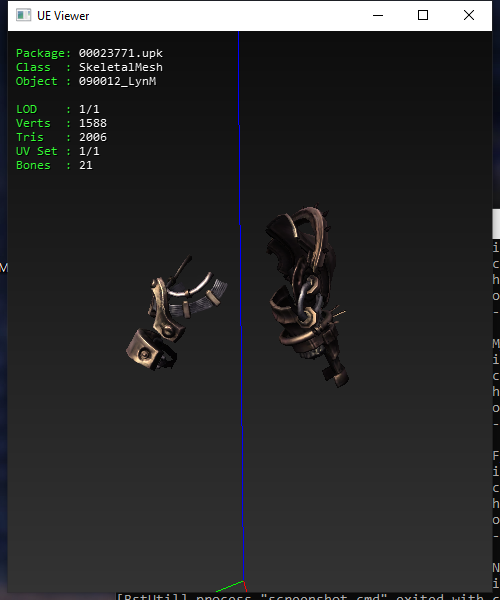 UE Viewer
Package: 00023771.upk
Class : SkeletalMesh
Object : 090012_LynM
LOD : 1/1
Verts : 1588
Tris : 2006
UV Set : 1/1
Bones : 21
M
i
c
h
o
-
M
i
c
h
o
-
F
i
c
h
o
-
N
i
[BstUtil] process "screenshot.cmd" exited with c